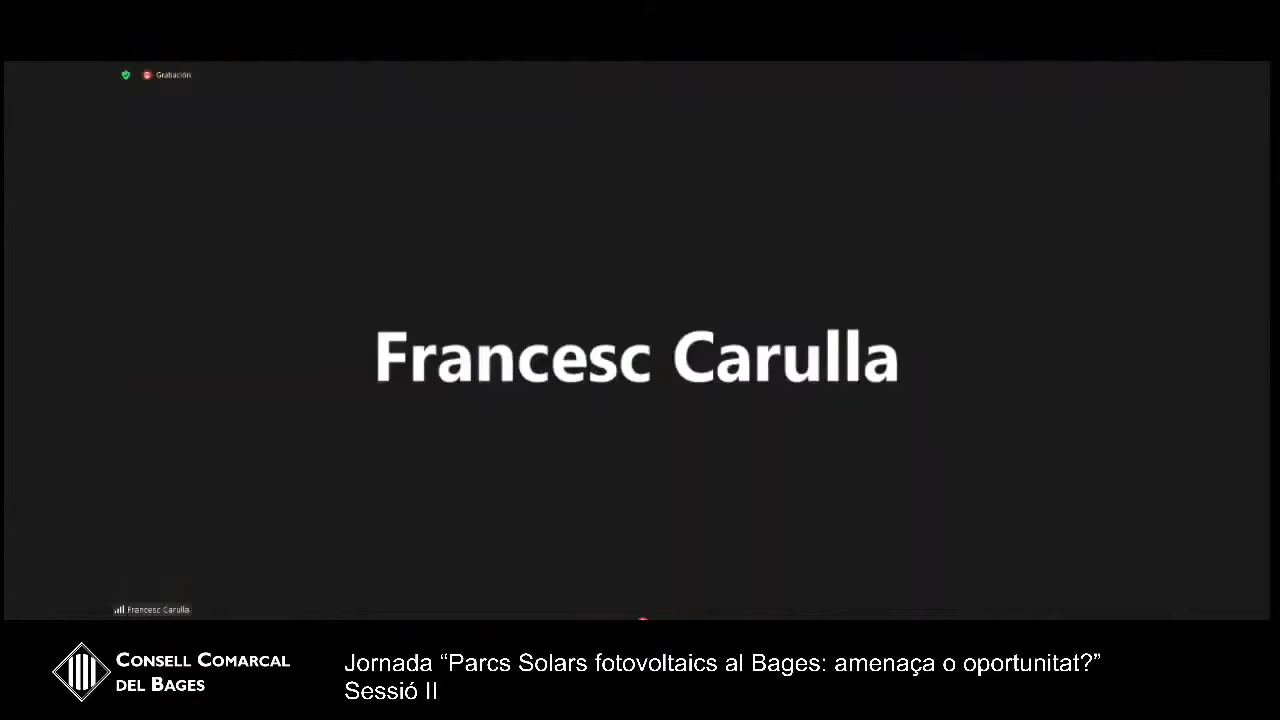 Grabación
Francesc Carulla
Francesc Carulla
CONSELL COMARCAL
DEL BAGES
Jornada “Parcs Solars fotovoltaics al Bages: amenaça o oportunitat?”
Sessió II